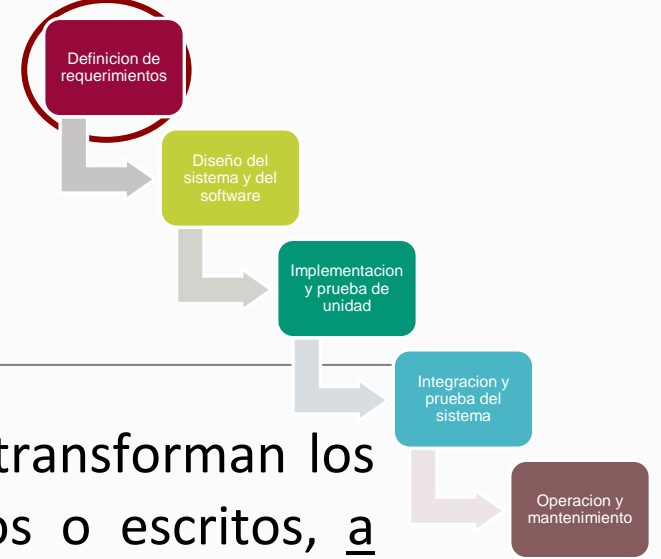 Definicion de
requerimientos
Diseño del
sistema y del
software
Implementacion
y prueba de
unidad
Integracion y
prueba del
sistema
transforman los
os o escritos, a
Operacion y
mantenimiento